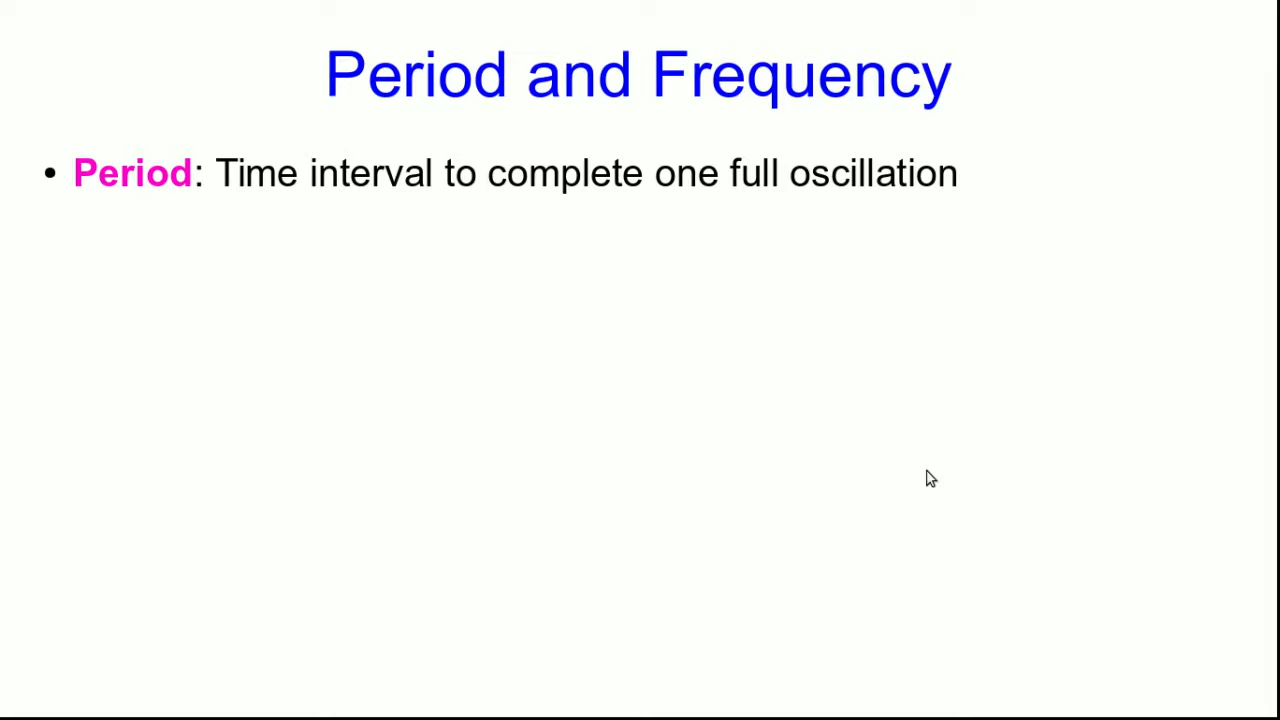 Period and Frequency
• Period: Time interval to complete one full oscillation